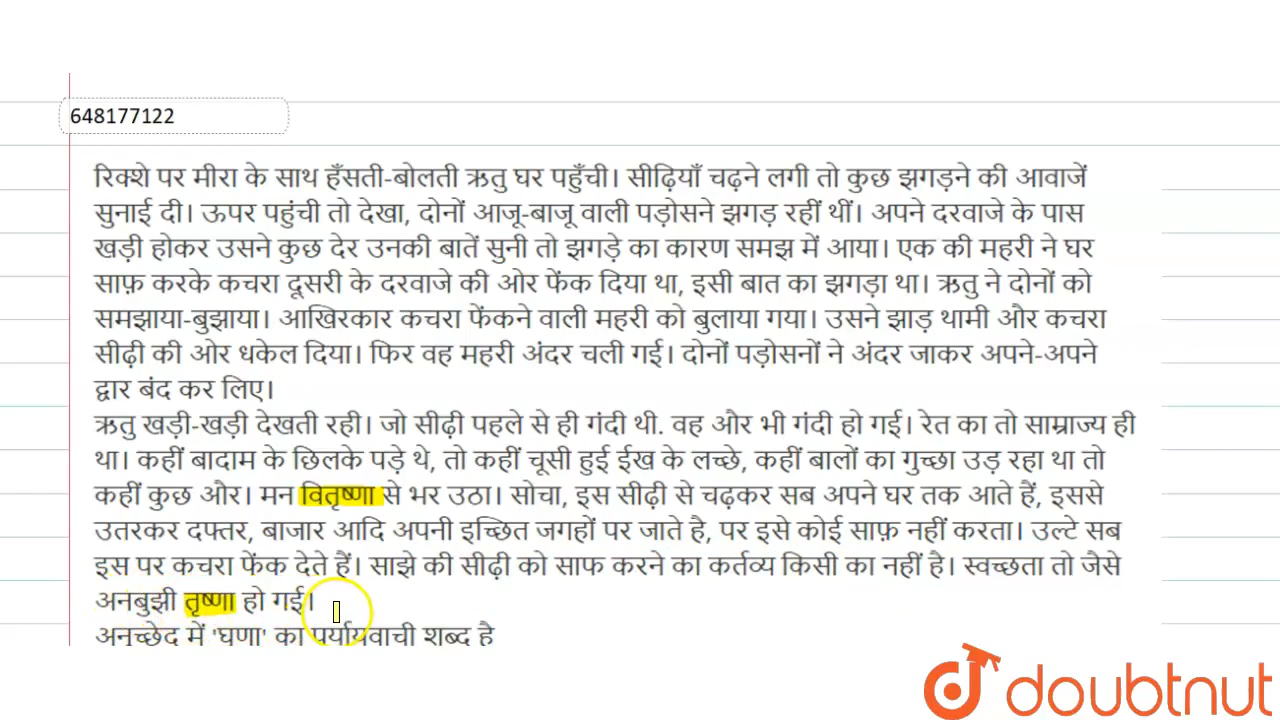 648177122
रिक्शे पर मीरा के साथ हँसती-बोलती ऋतु घर पहुँची। सीढ़ियाँ चढ़ने लगी तो कुछ झगड़ने की आवाजें
सुनाई दी। ऊपर पहुंची तो देखा, दोनों आजू-बाजू वाली पड़ोसने झगड़ रहीं थीं। अपने दरवाजे के पास
खड़ी होकर उसने कुछ देर उनकी बातें सुनी तो झगड़े का कारण समझ में आया। एक की महरी ने घर
साफ़ करके कचरा दूसरी के दरवाजे की ओर फेंक दिया था, इसी बात का झगड़ा था। ऋतु ने दोनों को
समझाया-बुझाया। आखिरकार कचरा फेंकने वाली महरी को बुलाया गया। उसने झाड़ थामी और कचरा
सीढ़ी की ओर धकेल दिया। फिर वह महरी अंदर चली गई। दोनों पड़ोसनों ने अंदर जाकर अपने-अपने
द्वार बंद कर लिए।
ऋतु खड़ी-खड़ी देखती रही। जो सीढ़ी पहले से ही गंदी थी. वह और भी गंदी हो गई। रेत का तो साम्राज्य ही
था। कहीं बादाम के छिलके पड़े थे, तो कहीं चूसी हुई ईख के लच्छे, कहीं बालों का गुच्छा उड़ रहा था तो
कहीं कुछ और। मन वितृष्णा से भर उठा। सोचा, इस सीढ़ी से चढ़कर सब अपने घर तक आते हैं, इससे
उतरकर दफ्तर, बाजार आदि अपनी इच्छित जगहों पर जाते है, पर इसे कोई साफ़ नहीं करता। उल्टे सब
इस पर कचरा फेंक देते हैं। साझे की सीढ़ी को साफ करने का कर्तव्य किसी का नहीं है। स्वच्छता तो जैसे
अनबुझी तृष्णा हो गई।
अनुच्छेद में 'घृणा' का पर्यायवाची शब्द है
doubtnut